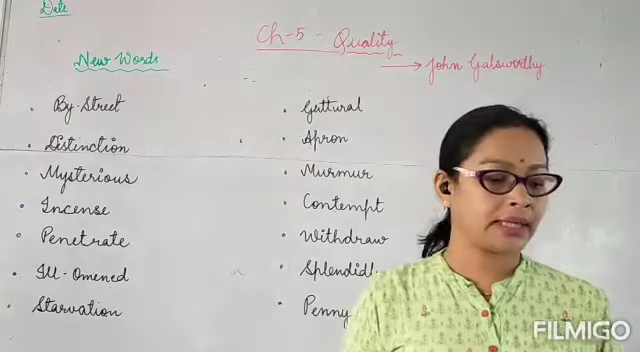 Date
Ch-5 - Quality
New-Words
John Galsworthy
By-Street
Distinction
Mysterious
Incense
Penetrate
Ill-Omened
Starvation
Guttural
Apron
Murmur
Contempt
Withdraw
Splendidl
Penny
FILMIGO